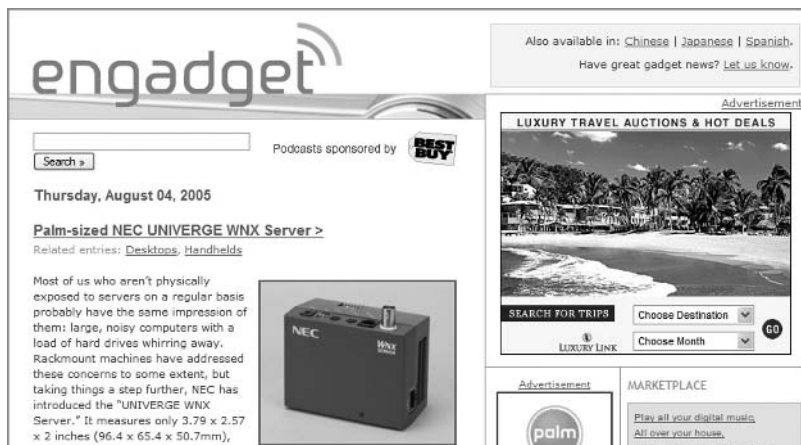 engadget
Also available in: Chinese | Japanese | Spanish.
Have great gadget news? Let us know.
Search »
Podcasts sponsored by
BEST BUY
Thursday, August 04, 2005
Palm-sized NEC UNIVERGE WNX Server >
Related entries: Desktops, Handhelds
Most of us who aren't physically
exposed to servers on a regular basis
probably have the same impression of
them: large, noisy computers with a
load of hard drives whirring away.
Rackmount machines have addressed
these concerns to some extent, but
taking things a step further, NEC has
introduced the "UNIVERGE WNX
Server." It measures only 3.79 x 2.57
x 2 inches (96.4 x 65.4 x 50.7mm),
NEC
WNX
SERVER
Advertisement
LUXURY TRAVEL AUCTIONS & HOT DEALS
SEARCH FOR TRIPS
Choose Destination
LUXURY LINK
Choose Month
GO
Advertisement
palm
MARKETPLACE
Play all your digital music,
All over your house,